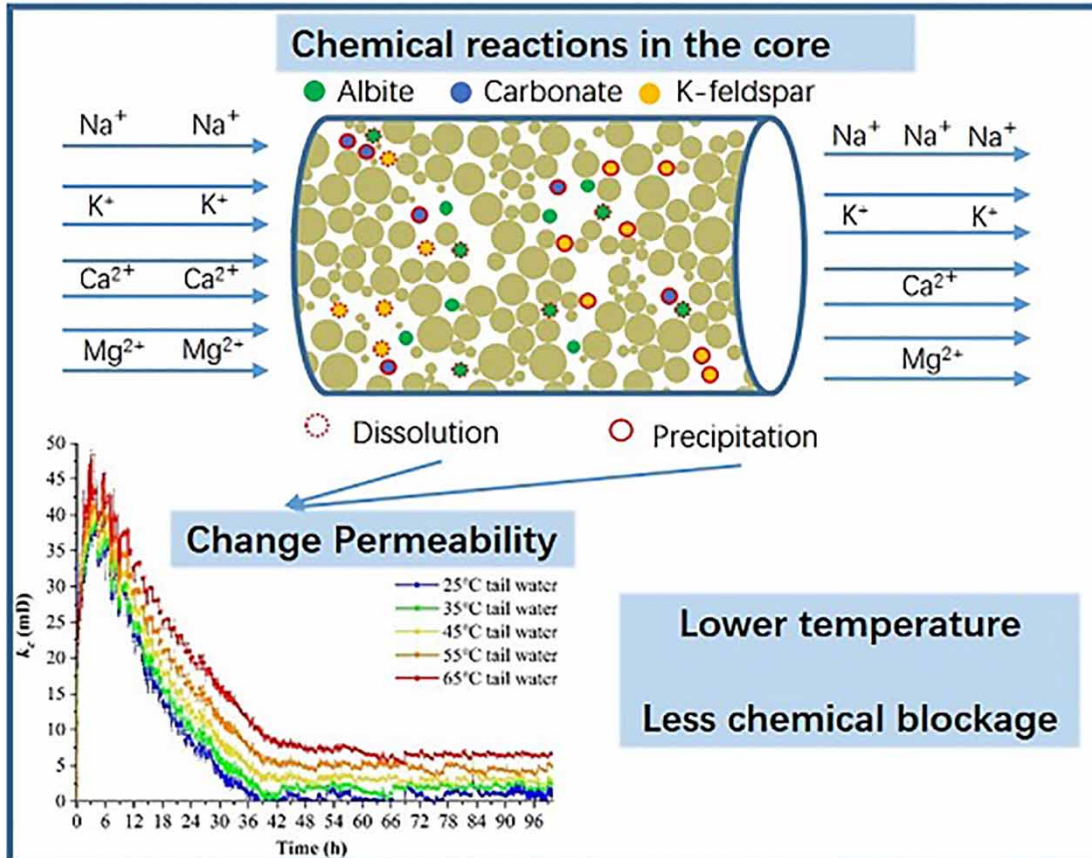 Chemical reactions in the core
Albite Carbonate K-feldspar
Na⁺ Na⁺
K⁺ K⁺
Ca²⁺ Ca²⁺
Mg²⁺ Mg²⁺
Na⁺ Na⁺ Na⁺
K⁺ K⁺
Ca²⁺
Mg²⁺
Dissolution Precipitation
Change Permeability
50
45
40
35
30
25
20
15
10
5
0
kₑ (mD)
25°C tail water
35°C tail water
45°C tail water
55°C tail water
65°C tail water
0 6 12 18 24 30 36 42 48 54 60 66 72 78 84 90 96
Time (h)
Lower temperature
Less chemical blockage